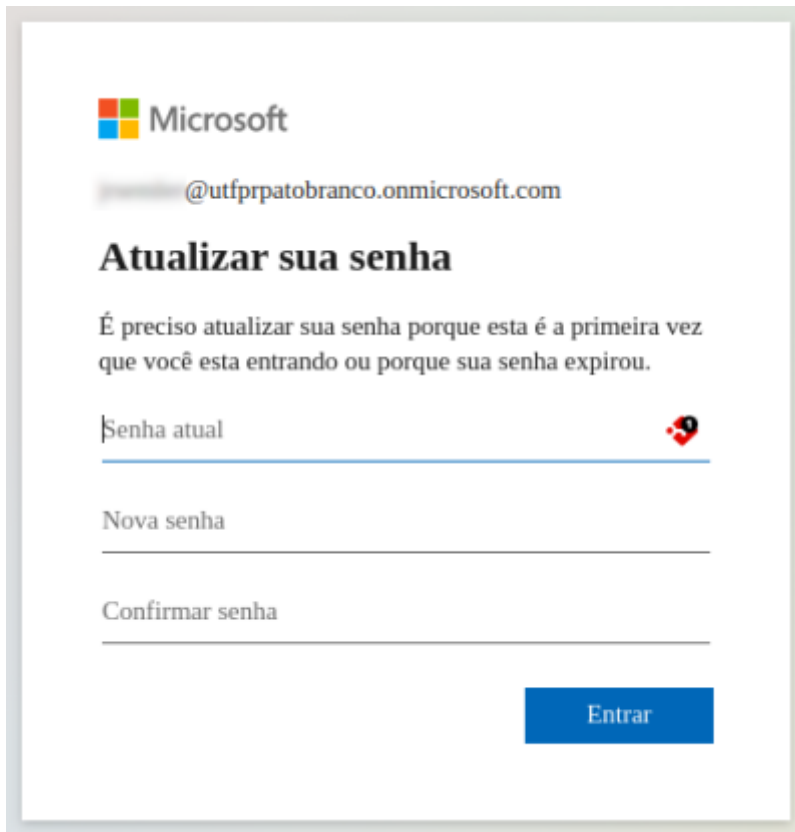 Microsoft
@utfprpatobranco.onmicrosoft.com
Atualizar sua senha
É preciso atualizar sua senha porque esta é a primeira vez
que você esta entrando ou porque sua senha expirou.
Senha atual
Nova senha
Confirmar senha
Entrar